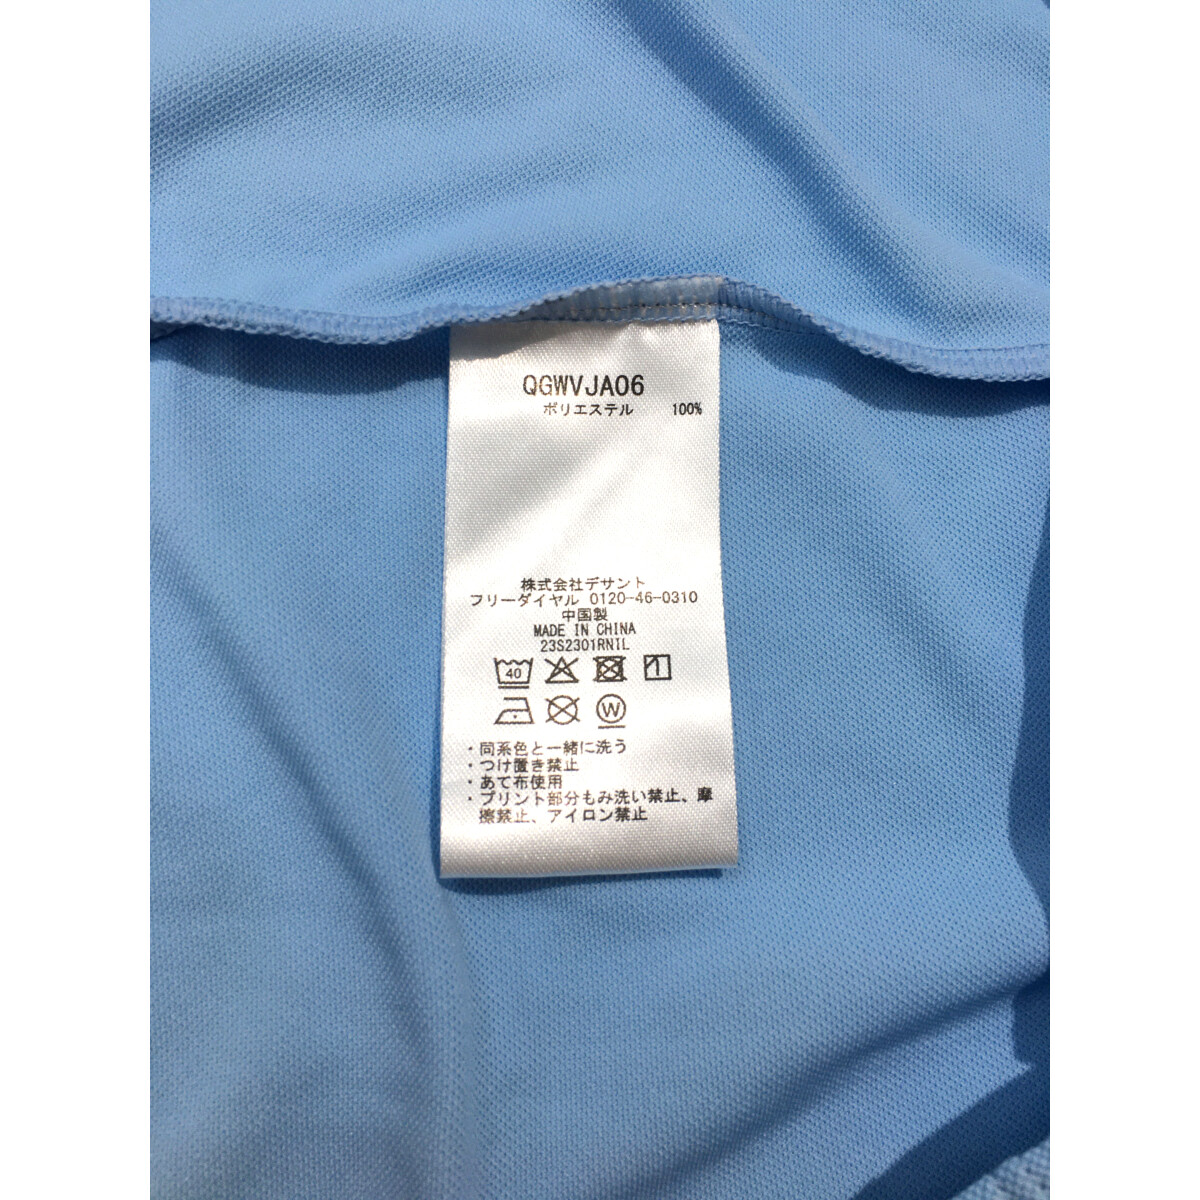 QGWVJA06
ポリエステル 100%
株式会社デサント
フリーダイヤル 0120-46-0310
中国製
MADE IN CHINA
23S2301RNIL
40
W
・同系色と一緒に洗う
・つけ置き禁止
・あて布使用
・プリント部分もみ洗い禁止、摩
擦禁止、アイロン禁止